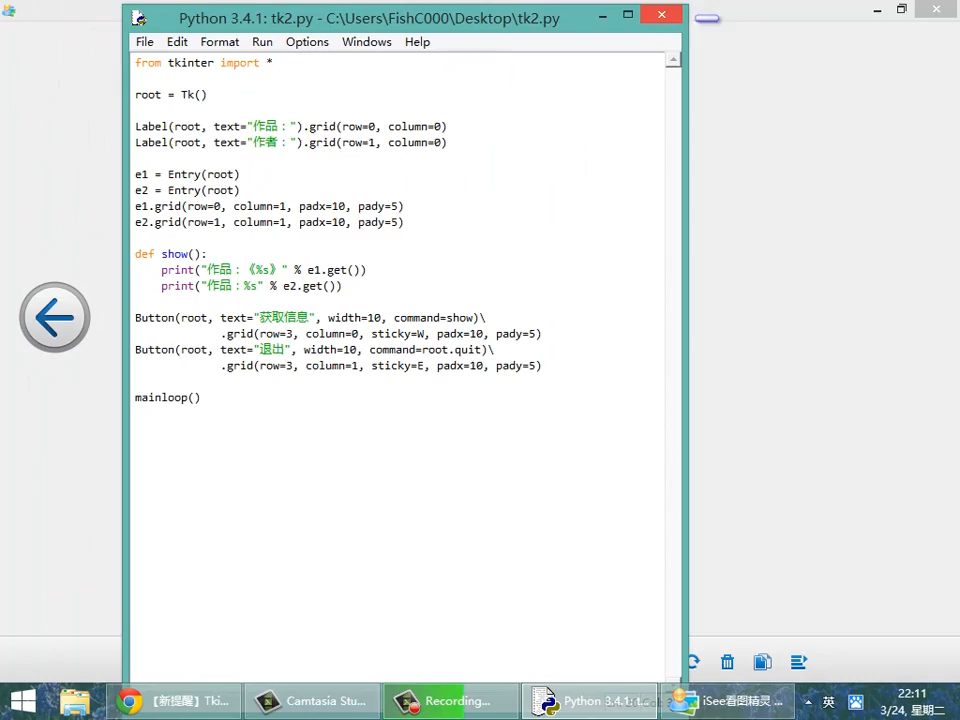 Python 3.4.1: tk2.py - C:\Users\FishC000\Desktop\tk2.py
File Edit Format Run Options Windows Help
from tkinter import *
root = Tk()
Label(root, text="作品：").grid(row=0, column=0)
Label(root, text="作者：").grid(row=1, column=0)
e1 = Entry(root)
e2 = Entry(root)
e1.grid(row=0, column=1, padx=10, pady=5)
e2.grid(row=1, column=1, padx=10, pady=5)
def show():
    print("作品：《%s》" % e1.get())
    print("作品：%s" % e2.get())
Button(root, text="获取信息", width=10, command=show)\
             .grid(row=3, column=0, sticky=W, padx=10, pady=5)
Button(root, text="退出", width=10, command=root.quit)\
             .grid(row=3, column=1, sticky=E, padx=10, pady=5)
mainloop()
【新提醒】Tki... Camtasia Stu... Recording... Python 3.4.1: t... iSee看图精灵 ... 英 22:11
3/24, 星期二